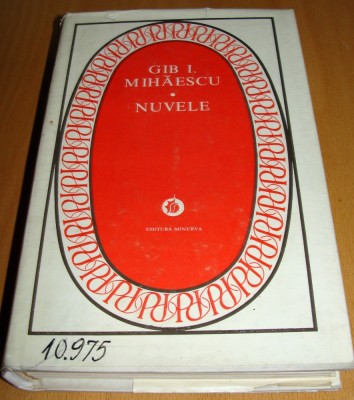 GIB I.
MIHĂESCU
NUVELE
EDITURA MINERVA
10.975